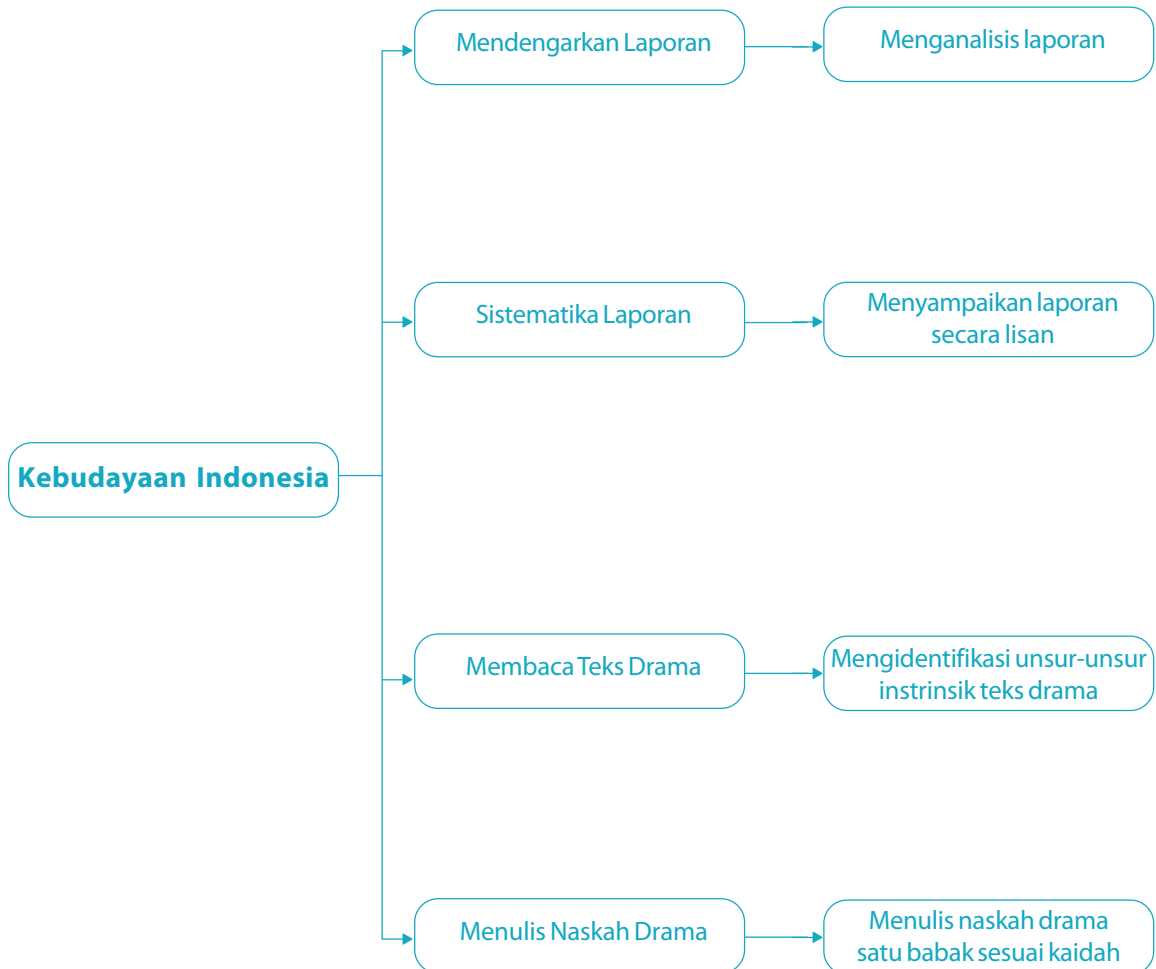 Mendengarkan Laporan
Menganalisis laporan
Sistematika Laporan
Menyampaikan laporan
secara lisan
Kebudayaan Indonesia
Membaca Teks Drama
Mengidentifikasi unsur-unsur
instrinsik teks drama
Menulis Naskah Drama
Menulis naskah drama
satu babak sesuai kaidah